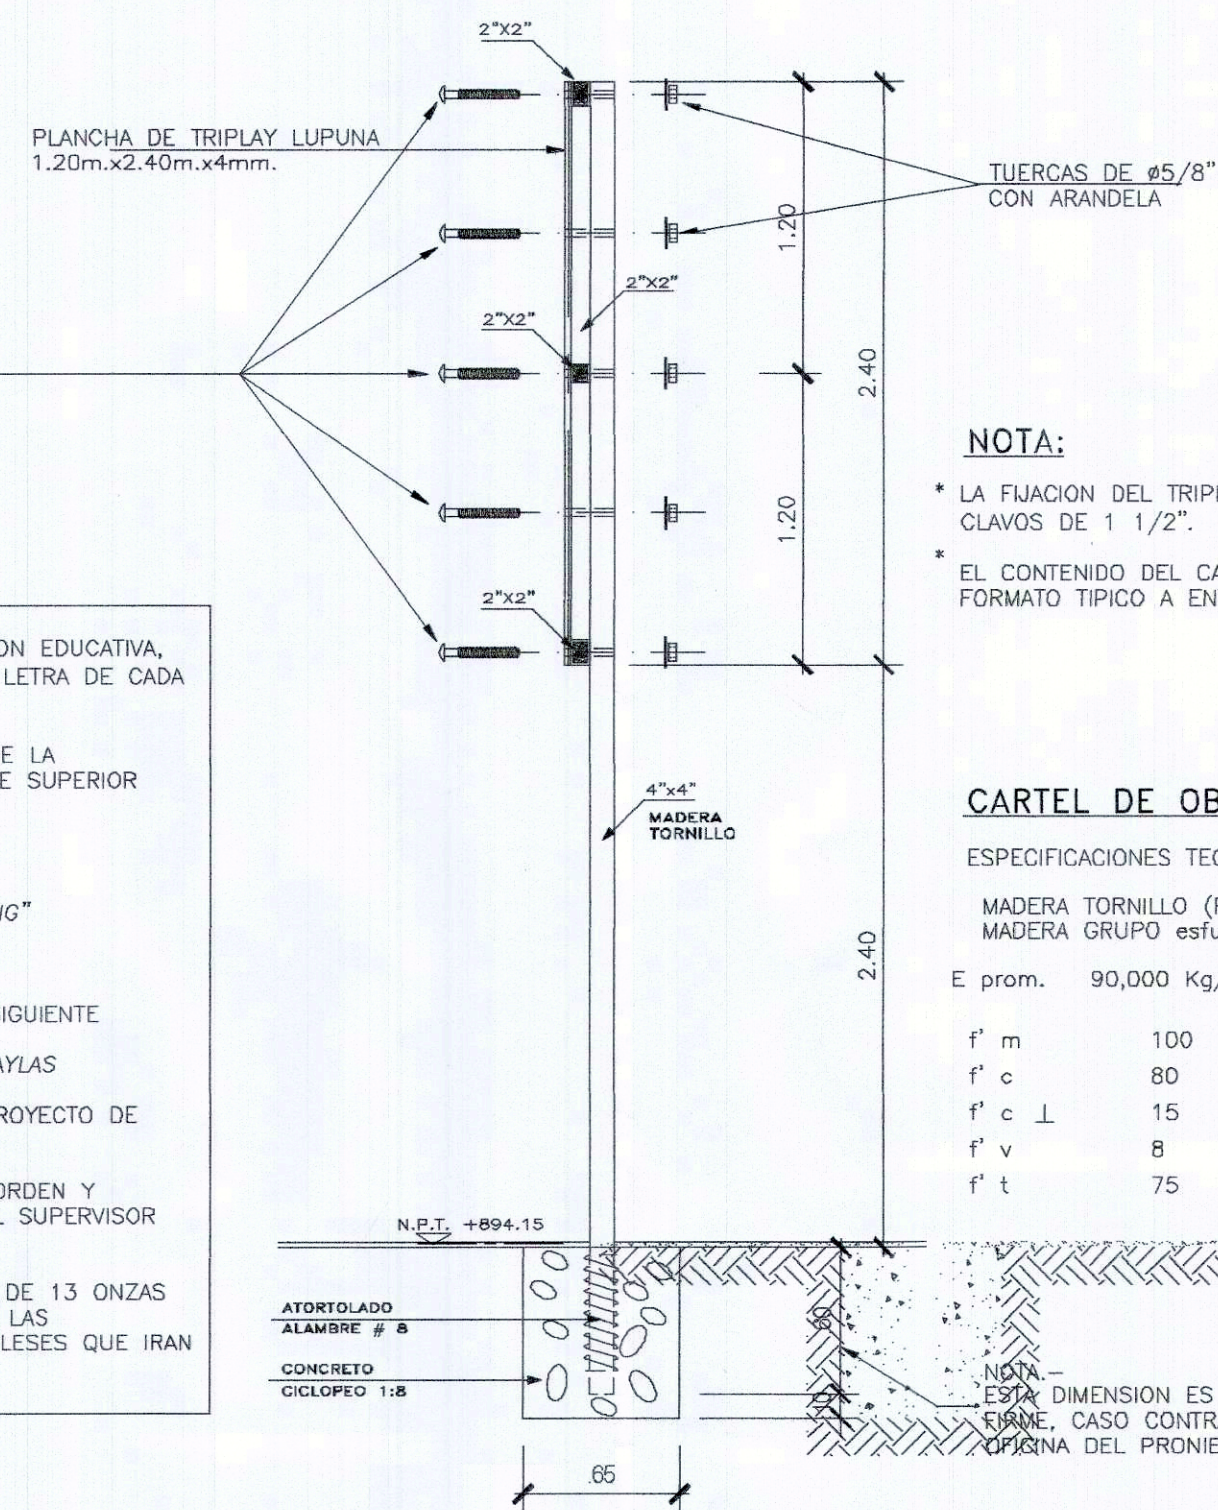 2"X2"
PLANCHA DE TRIPLAY LUPUNA
1.20m.x2.40m.x4mm.
TUERCAS DE ø5/8"
CON ARANDELA
1.20
2"X2"
2"X2"
2.40
1.20
2"X2"
NOTA:
* LA FIJACION DEL TRIPL
CLAVOS DE 1 1/2".
*
EL CONTENIDO DEL CA
FORMATO TIPICO A EN
ON EDUCATIVA,
LETRA DE CADA
E LA
E SUPERIOR
NG"
IGUIENTE
AYLAS
ROYECTO DE
ORDEN Y
L SUPERVISOR
DE 13 ONZAS
LAS
LESES QUE IRAN
4"x4"
MADERA
TORNILLO
2.40
CARTEL DE OB
ESPECIFICACIONES TEC
MADERA TORNILLO (P
MADERA GRUPO esfu
E prom. 90,000 Kg/
f' m 100
f' c 80
f' c ⊥ 15
f' v 8
f' t 75
N.P.T. +894.15
ATORTOLADO
ALAMBRE # 8
CONCRETO
CICLOPEO 1:8
.65
NOTA.-
ESTA DIMENSION ES
FIRME, CASO CONTRA
OFICINA DEL PRONIE